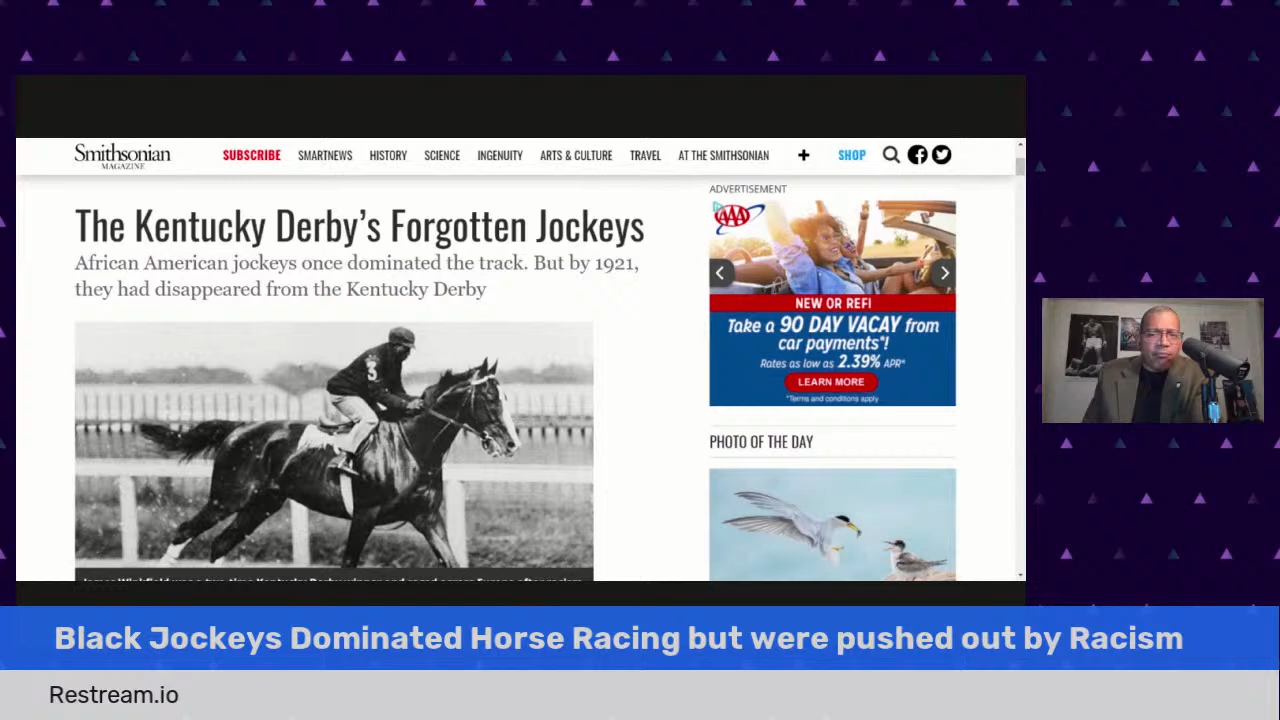 Smithsonian
MAGAZINE
SUBSCRIBE SMARTNEWS HISTORY SCIENCE INGENUITY ARTS & CULTURE TRAVEL AT THE SMITHSONIAN + SHOP
The Kentucky Derby's Forgotten Jockeys
African American jockeys once dominated the track. But by 1921,
they had disappeared from the Kentucky Derby
3
ADVERTISEMENT
AAA
NEW OR REFI
Take a 90 DAY VACAY from
car payments*!
Rates as low as 2.39% APR*
LEARN MORE
*Terms and conditions apply
PHOTO OF THE DAY
Black Jockeys Dominated Horse Racing but were pushed out by Racism
Restream.io